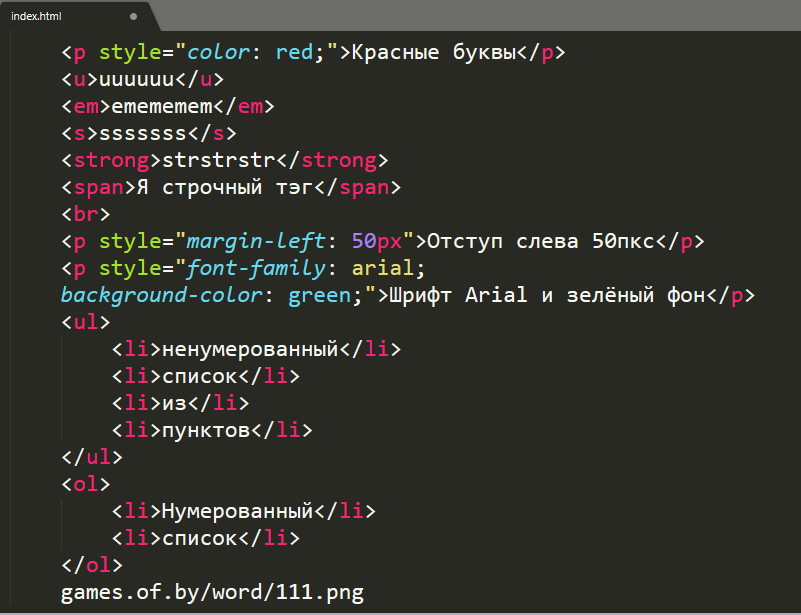 index.html
<p style="color: red;">Красные буквы</p>
<u>uuuuuu</u>
<em>emememem</em>
<s>sssssss</s>
<strong>strstrstr</strong>
<span>Я строчный тэг</span>
<br>
<p style="margin-left: 50px">Отступ слева 50пкс</p>
<p style="font-family: arial;
background-color: green;">Шрифт Arial и зелёный фон</p>
<ul>
    <li>ненумерованный</li>
    <li>список</li>
    <li>из</li>
    <li>пунктов</li>
</ul>
<ol>
    <li>Нумерованный</li>
    <li>список</li>
</ol>
games.of.by/word/111.png